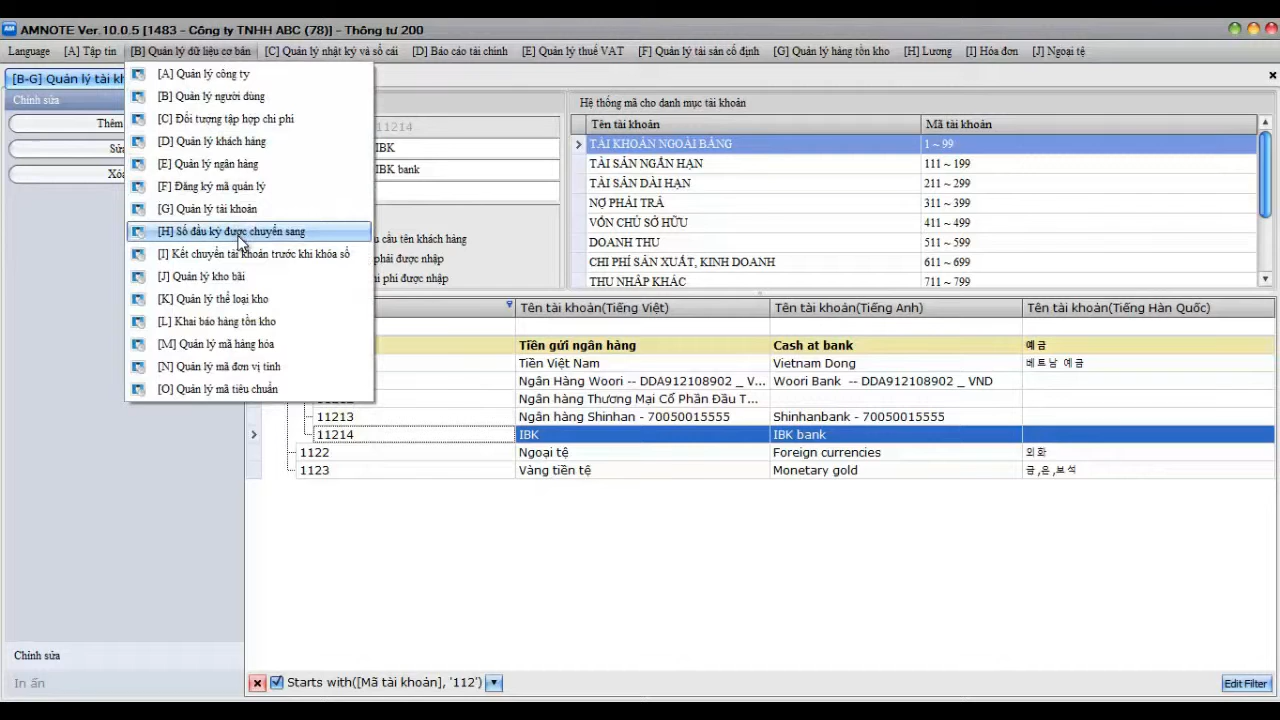 AMNOTE Ver.10.0.5 [1483 - Công ty TNHH ABC (78)] - Thông tư 200
Language [A] Tập tin [B] Quản lý dữ liệu cơ bản [C] Quản lý nhật ký và sổ cái [D] Báo cáo tài chính [E] Quản lý thuế VAT [F] Quản lý tài sản cố định [G] Quản lý hàng tồn kho [H] Lương [I] Hóa đơn [J] Ngoại tệ
[B-G] Quản lý tài kh
Chỉnh sửa
Thêm
Xó
[A] Quản lý công ty
[B] Quản lý người dùng
[C] Đối tượng tập hợp chi phí
[D] Quản lý khách hàng
[E] Quản lý ngân hàng
[F] Đăng ký mã quản lý
[G] Quản lý tài khoản
[H] Số đầu kỳ được chuyển sang
[I] Kết chuyển tài khoản trước khi khóa sổ
[J] Quản lý kho bãi
[K] Quản lý thể loại kho
[L] Khai báo hàng tồn kho
[M] Quản lý mã hàng hóa
[N] Quản lý mã đơn vị tính
[O] Quản lý mã tiêu chuẩn
11214
IBK
IBK bank
u cầu tên khách hàng
phải được nhập
i phí được nhập
Hệ thống mã cho danh mục tài khoản
Tên tài khoản Mã tài khoản
TÀI KHOẢN NGOÀI BẢNG 1 ~ 99
TÀI SẢN NGẮN HẠN 111 ~ 199
TÀI SẢN DÀI HẠN 211 ~ 299
NỢ PHẢI TRẢ 311 ~ 399
VỐN CHỦ SỞ HỮU 411 ~ 499
DOANH THU 511 ~ 599
CHI PHÍ SẢN XUẤT, KINH DOANH 611 ~ 699
THU NHẬP KHÁC 711 ~ 799
Tên tài khoản(Tiếng Việt) Tên tài khoản(Tiếng Anh) Tên tài khoản(Tiếng Hàn Quốc)
Tiền gửi ngân hàng Cash at bank 예금
Tiền Việt Nam Vietnam Dong 베트남 예금
Ngân Hàng Woori -- DDA912108902 _ V... Woori Bank -- DDA912108902 _ VND
Ngân hàng Thương Mại Cổ Phần Đầu T...
11213 Ngân hàng Shinhan - 70050015555 Shinhanbank - 70050015555
11214 IBK IBK bank
1122 Ngoại tệ Foreign currencies 외화
1123 Vàng tiền tệ Monetary gold 금,은,보석
Chỉnh sửa
In ấn
Starts with([Mã tài khoản], '112')
Edit Filter